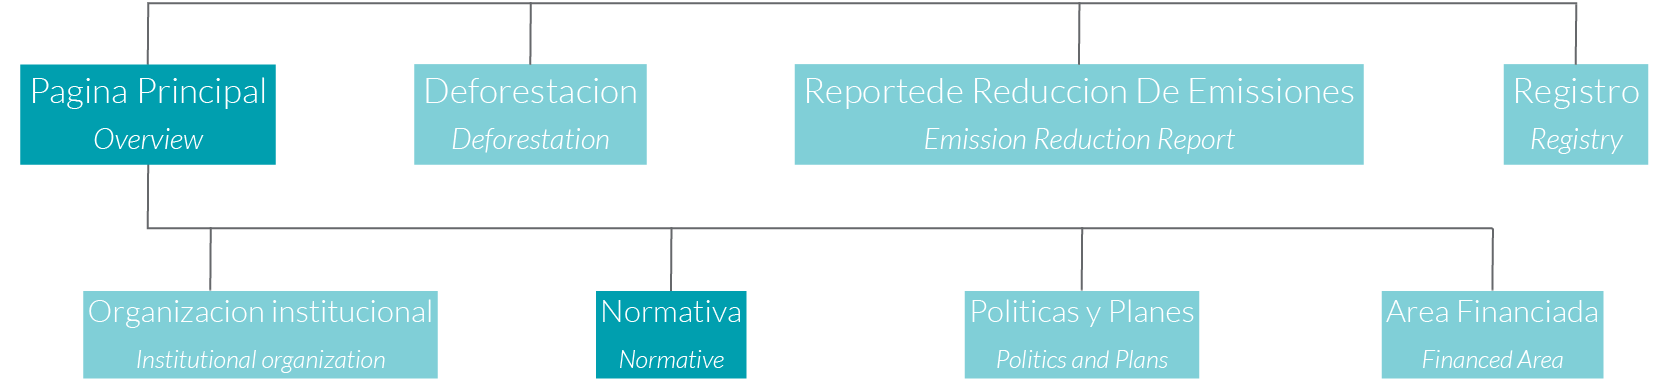 Pagina Principal
Overview
Deforestacion
Deforestation
Reportede Reduccion De Emissiones
Emission Reduction Report
Registro
Registry
Organizacion institucional
Institutional organization
Normativa
Normative
Politicas y Planes
Politics and Plans
Area Financiada
Financed Area